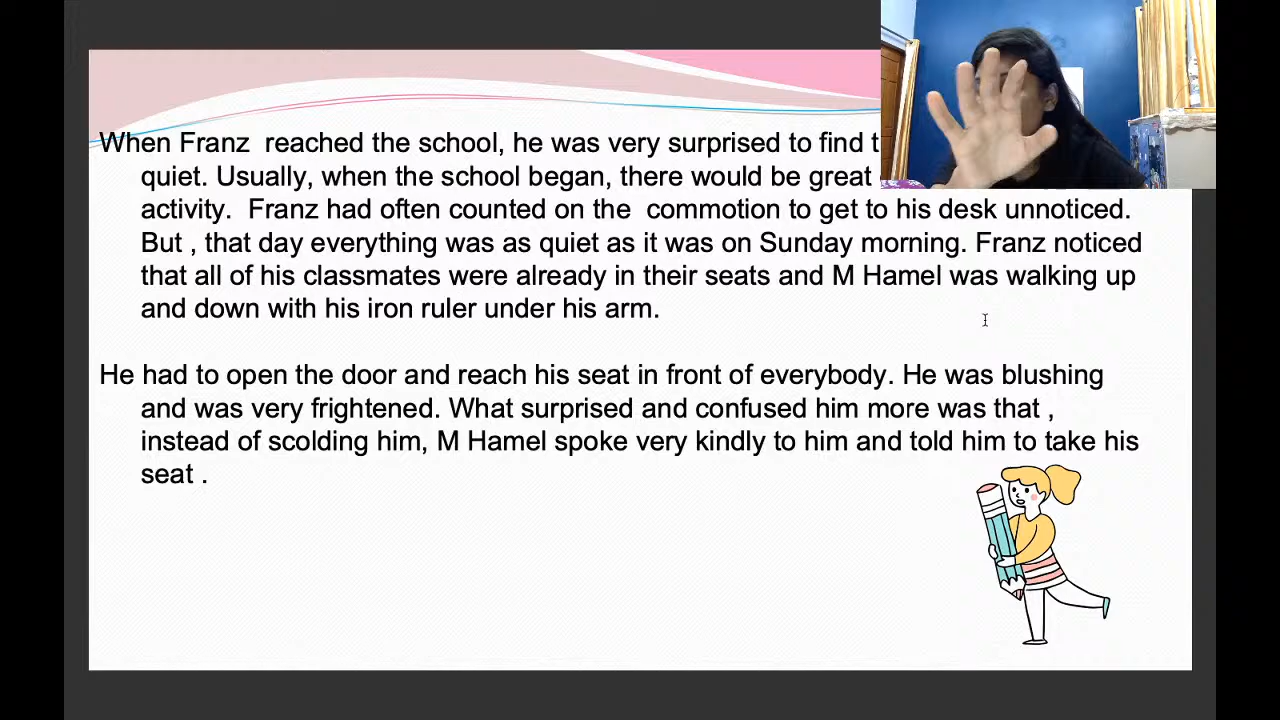 When Franz  reached the school, he was very surprised to find
quiet. Usually, when the school began, there would be great
activity.  Franz had often counted on the  commotion to get to his desk unnoticed.
But , that day everything was as quiet as it was on Sunday morning. Franz noticed
that all of his classmates were already in their seats and M Hamel was walking up
and down with his iron ruler under his arm.
He had to open the door and reach his seat in front of everybody. He was blushing
and was very frightened. What surprised and confused him more was that ,
instead of scolding him, M Hamel spoke very kindly to him and told him to take his
seat .